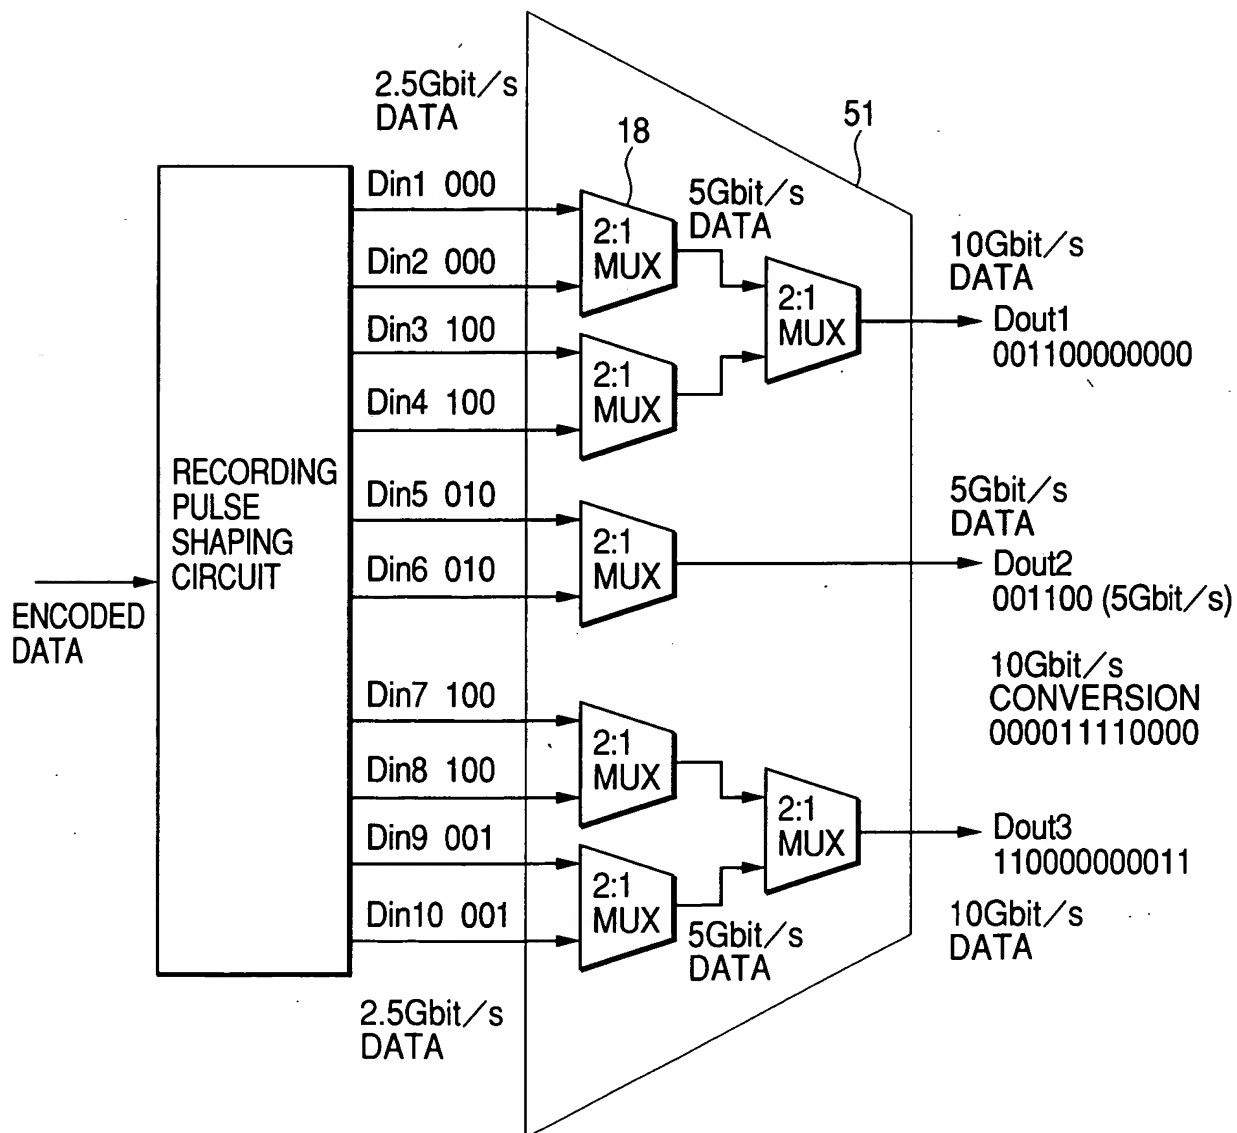 2.5Gbit/s
DATA
18
51
Din1 000
5Gbit/s
DATA
2:1
MUX
10Gbit/s
DATA
Din2 000
2:1
MUX
Dout1
001100000000
Din3 100
2:1
MUX
Din4 100
RECORDING
PULSE
SHAPING
CIRCUIT
Din5 010
5Gbit/s
DATA
2:1
MUX
Dout2
001100 (5Gbit/s)
Din6 010
ENCODED
DATA
10Gbit/s
CONVERSION
000011110000
Din7 100
2:1
MUX
Din8 100
2:1
MUX
Dout3
110000000011
Din9 001
2:1
MUX
Din10 001
5Gbit/s
DATA
10Gbit/s
DATA
2.5Gbit/s
DATA